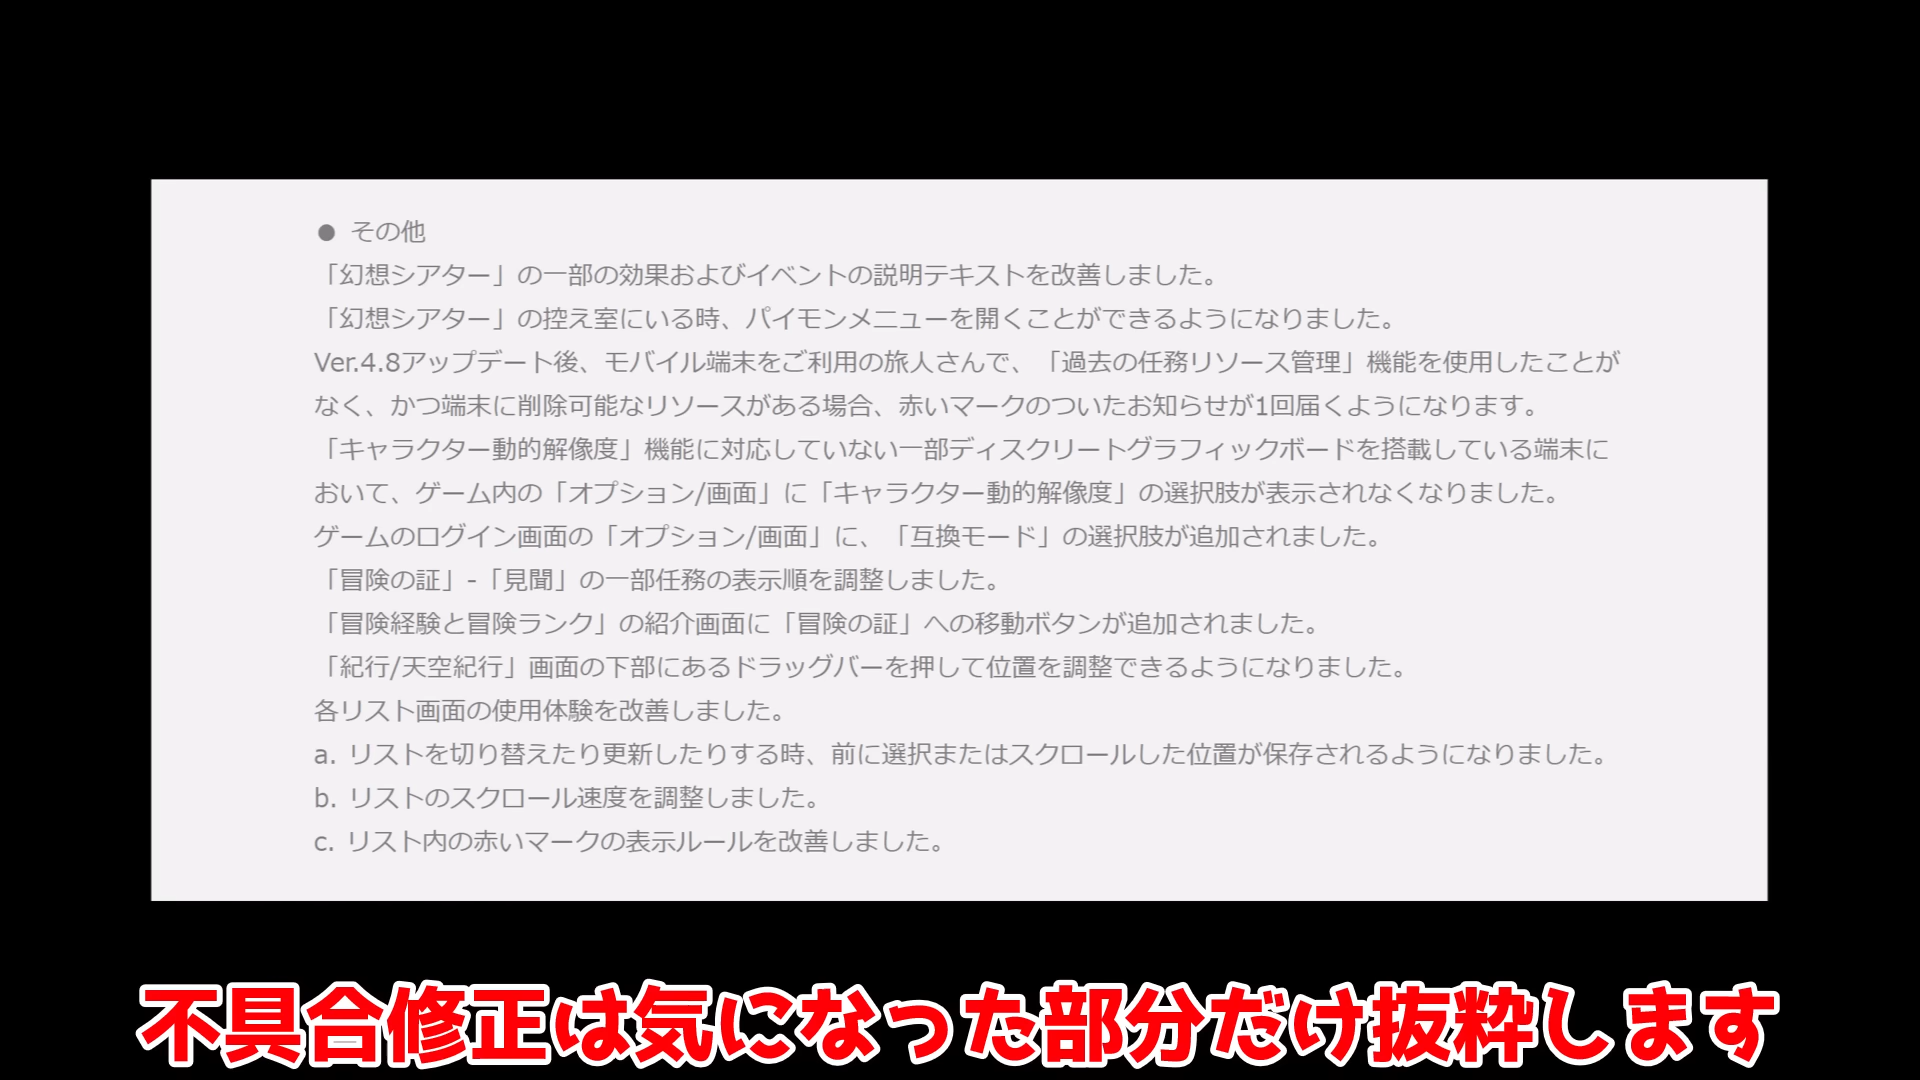 ● その他
「幻想シアター」の一部の効果およびイベントの説明テキストを改善しました。
「幻想シアター」の控え室にいる時、パイモンメニューを開くことができるようになりました。
Ver.4.8アップデート後、モバイル端末をご利用の旅人さんで、「過去の任務リソース管理」機能を使用したことが
なく、かつ端末に削除可能なリソースがある場合、赤いマークのついたお知らせが1回届くようになります。
「キャラクター動的解像度」機能に対応していない一部ディスクリートグラフィックボードを搭載している端末に
おいて、ゲーム内の「オプション/画面」に「キャラクター動的解像度」の選択肢が表示されなくなりました。
ゲームのログイン画面の「オプション/画面」に、「互換モード」の選択肢が追加されました。
「冒険の証」-「見聞」の一部任務の表示順を調整しました。
「冒険経験と冒険ランク」の紹介画面に「冒険の証」への移動ボタンが追加されました。
「紀行/天空紀行」画面の下部にあるドラッグバーを押して位置を調整できるようになりました。
各リスト画面の使用体験を改善しました。
a. リストを切り替えたり更新したりする時、前に選択またはスクロールした位置が保存されるようになりました。
b. リストのスクロール速度を調整しました。
c. リスト内の赤いマークの表示ルールを改善しました。
不具合修正は気になった部分だけ抜粋します